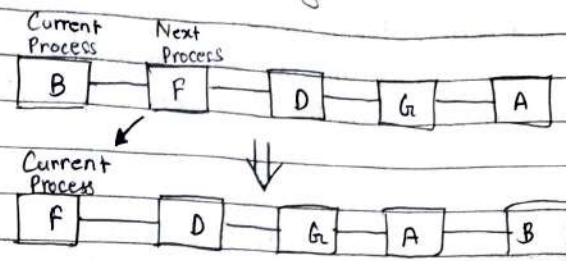 Current Next
Process Process
B F D G A
Current
Process
F D G A B